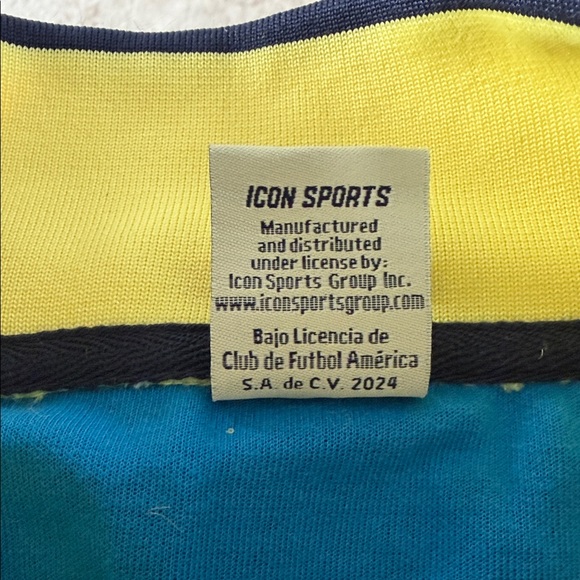 ICON SPORTS
Manufactured
and distributed
under license by:
Icon Sports Group Inc.
www.iconsportsgroup.com
Bajo Licencia de
Club de Futbol América
S.A. de C.V. 2024